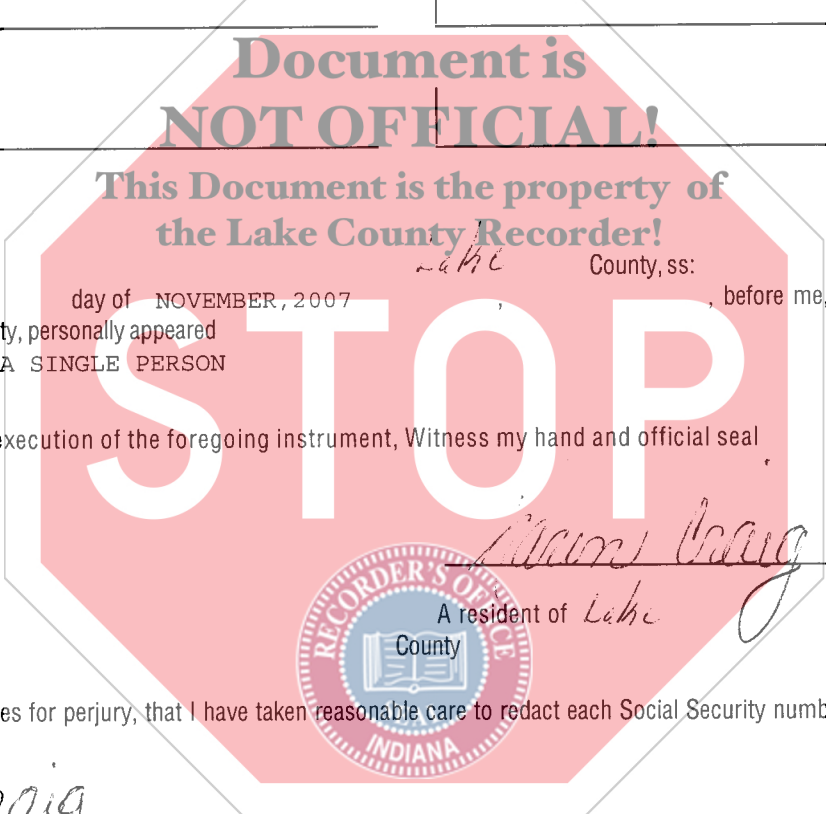 Document is
NOT OFFICIAL!
This Document is the property of
the Lake County Recorder!
Lake County, ss:
day of NOVEMBER, 2007 , , before me,
ty, personally appeared
A SINGLE PERSON
STOP
execution of the foregoing instrument, Witness my hand and official seal
Craig
RECORDER'S OFFICE
A resident of Lake
County
es for perjury, that I have taken reasonable care to redact each Social Security numb
INDIANA
aig